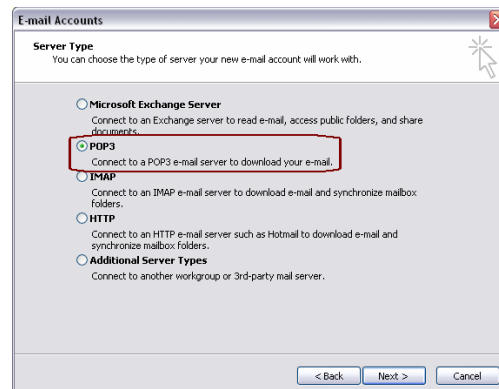 E-mail Accounts
Server Type
You can choose the type of server your new e-mail account will work with.
Microsoft Exchange Server
Connect to an Exchange server to read e-mail, access public folders, and share
documents.
POP3
Connect to a POP3 e-mail server to download your e-mail.
IMAP
Connect to an IMAP e-mail server to download e-mail and synchronize mailbox
folders.
HTTP
Connect to an HTTP e-mail server such as Hotmail to download e-mail and
synchronize mailbox folders.
Additional Server Types
Connect to another workgroup or 3rd-party mail server.
< Back Next > Cancel